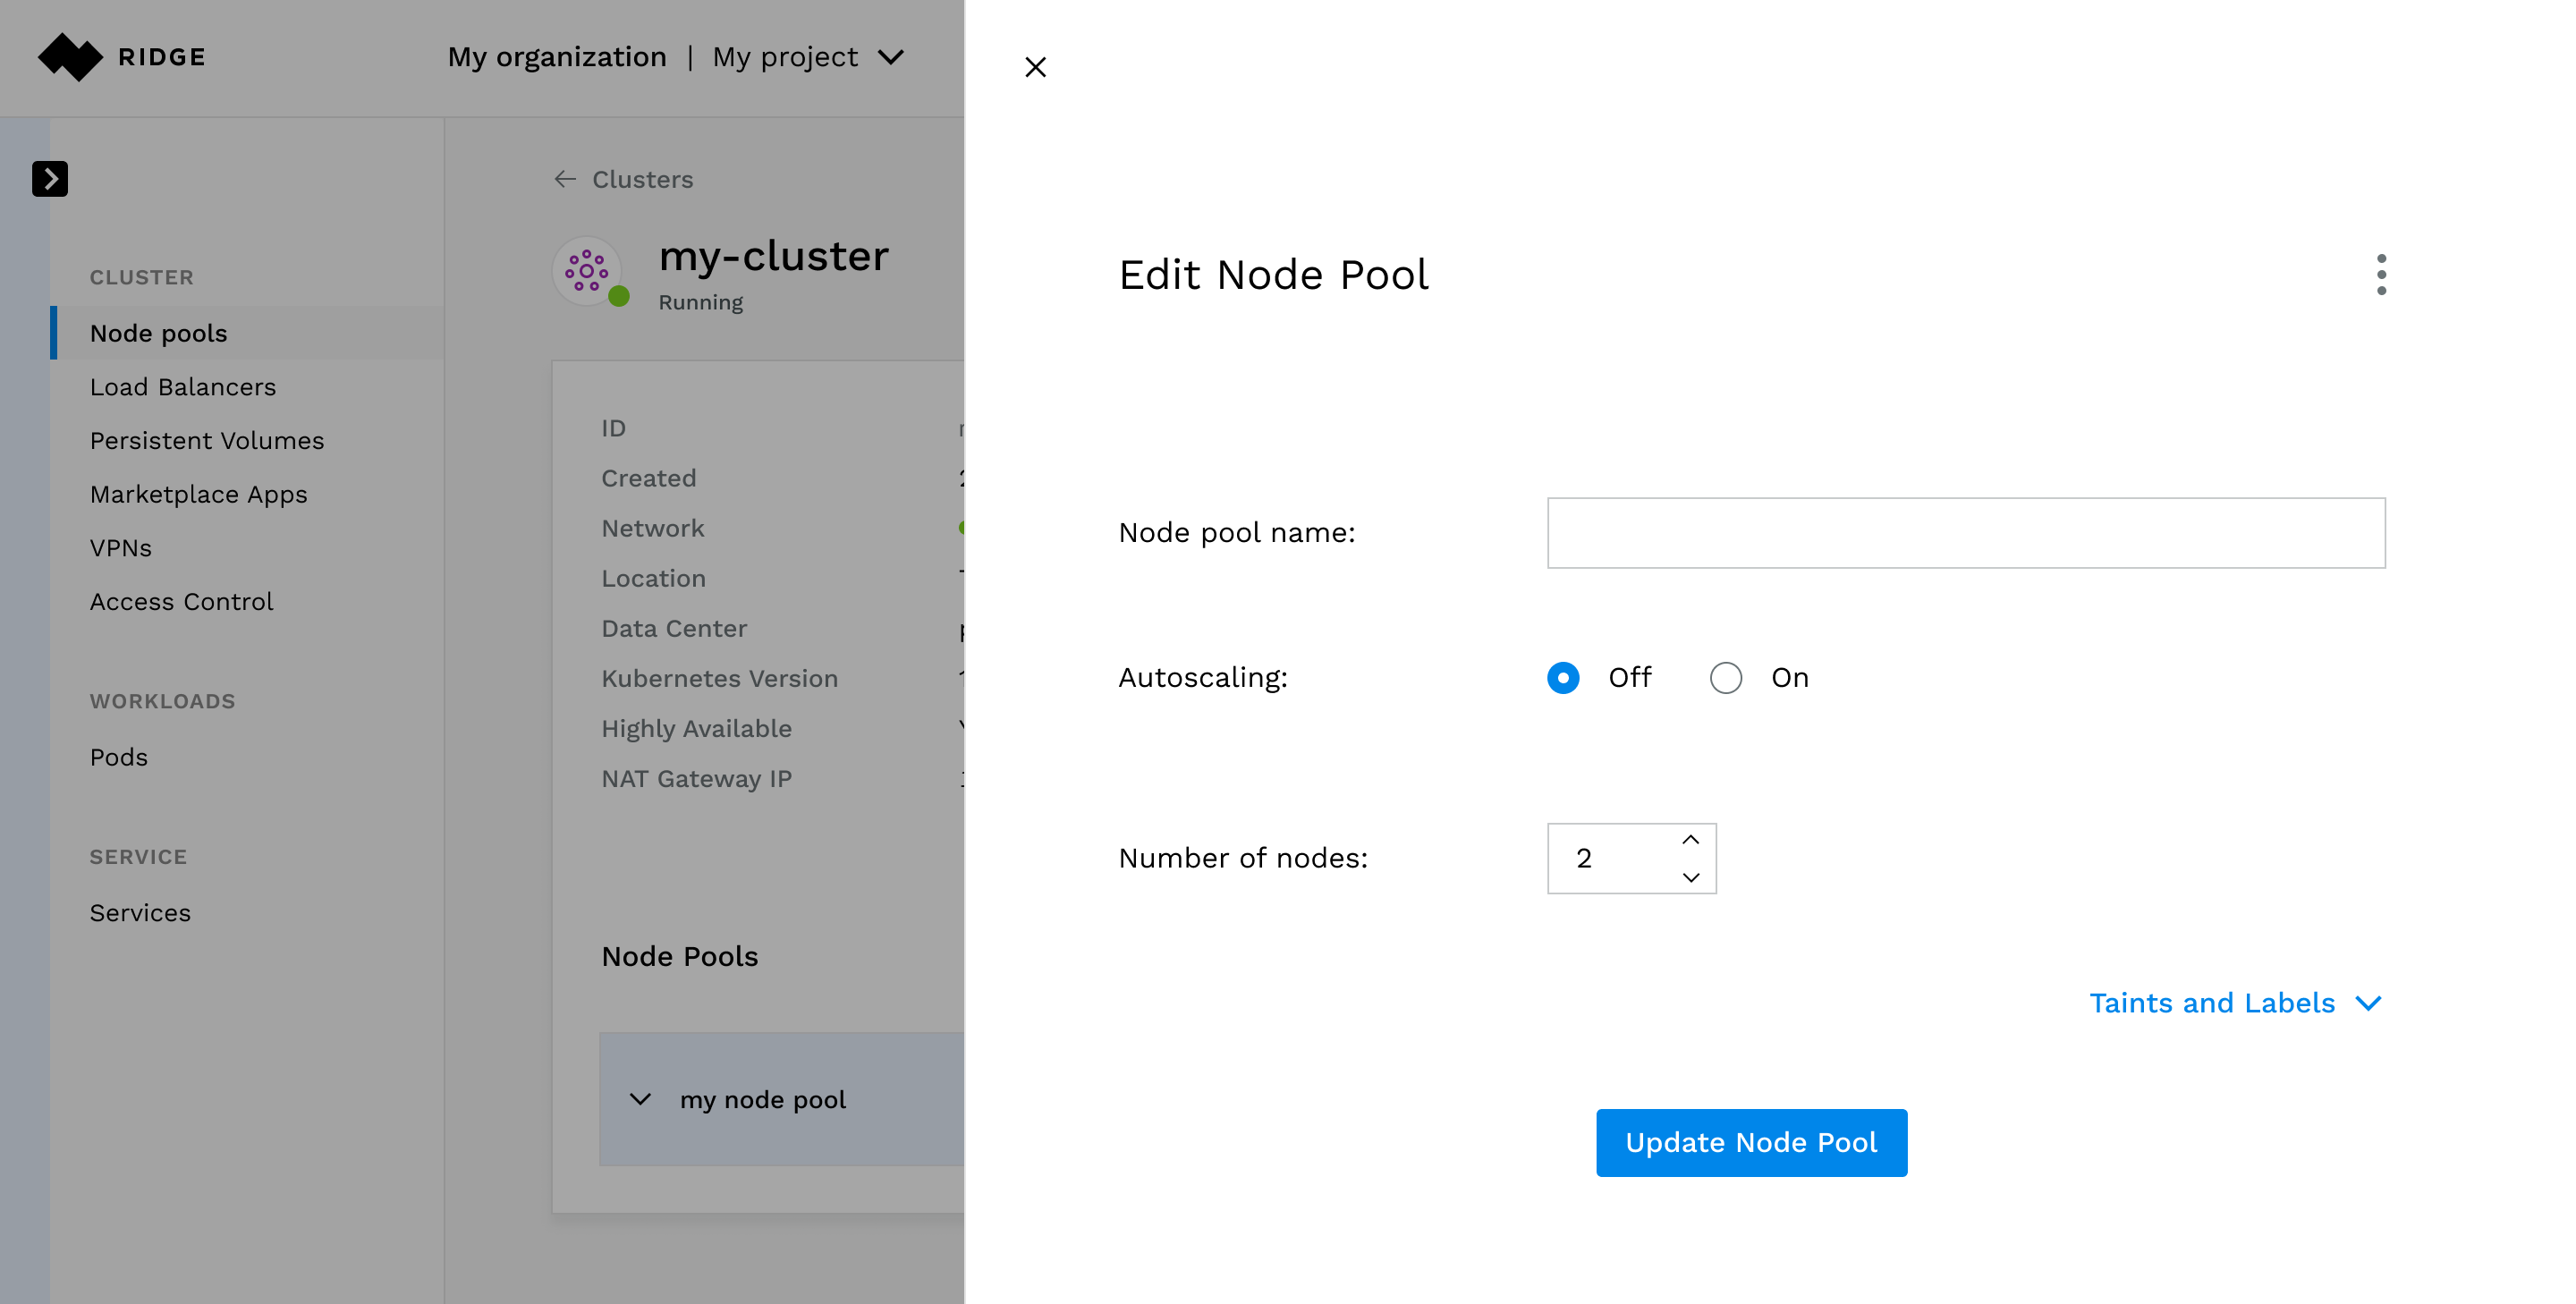 RIDGE
My organization | My project
Clusters
my-cluster
Running
CLUSTER
Node pools
Load Balancers
Persistent Volumes
Marketplace Apps
VPNs
Access Control
WORKLOADS
Pods
SERVICE
Services
ID
Created
Network
Location
Data Center
Kubernetes Version
Highly Available
NAT Gateway IP
Node Pools
my node pool
Edit Node Pool
Node pool name:
Autoscaling: Off On
Number of nodes: 2
Taints and Labels
Update Node Pool